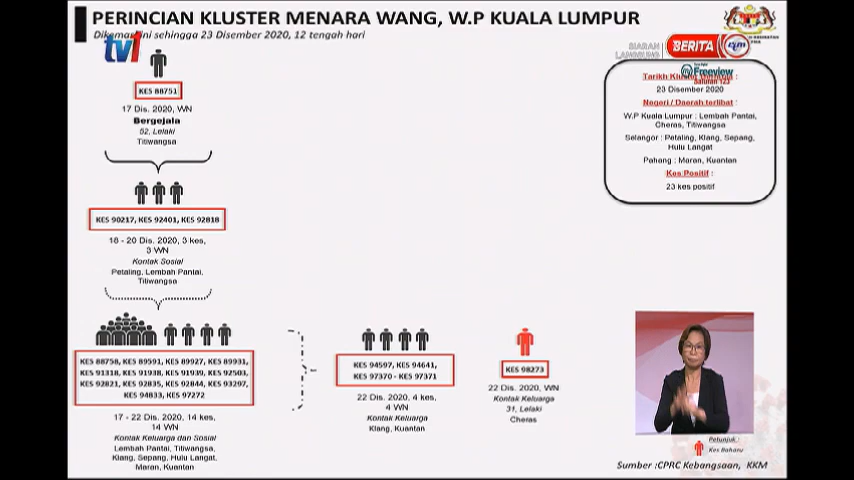 PERINCIAN KLUSTER MENARA WANG, W.P KUALA LUMPUR
Dikemaskini sehingga 23 Disember 2020, 12 tengah hari
tv1
SIARAN
LANGSUNG
BERITA
rtm
Freeview
Saluran 123
KES 88751
17 Dis. 2020, WN
Bergejala
52, Lelaki
Titiwangsa
KES 90217, KES 92401, KES 92818
18 - 20 Dis. 2020, 3 kes,
3 WN
Kontak Sosial
Petaling, Lembah Pantai,
Titiwangsa
KES 88758, KES 89591, KES 89927, KES 89931,
KES 91318, KES 91938, KES 91939, KES 92503,
KES 92821, KES 92835, KES 92844, KES 93297,
KES 94833, KES 97272
17 - 22 Dis. 2020, 14 kes,
14 WN
Kontak Keluarga dan Sosial
Lembah Pantai, Titiwangsa,
Klang, Sepang, Hulu Langat,
Maran, Kuantan
KES 94597, KES 94641,
KES 97370 - KES 97371
22 Dis. 2020, 4 kes,
4 WN
Kontak Keluarga
Klang, Kuantan
KES 98273
22 Dis. 2020, WN
Kontak Keluarga
31, Lelaki
Cheras
Tarikh Kluster :
23 Disember 2020
Negeri / Daerah terlibat :
W.P Kuala Lumpur : Lembah Pantai,
Cheras, Titiwangsa
Selangor : Petaling, Klang, Sepang,
Hulu Langat
Pahang : Maran, Kuantan
Kes Positif :
23 kes positif
Petunjuk :
Kes Baharu
Sumber :CPRC Kebangsaan, KKM